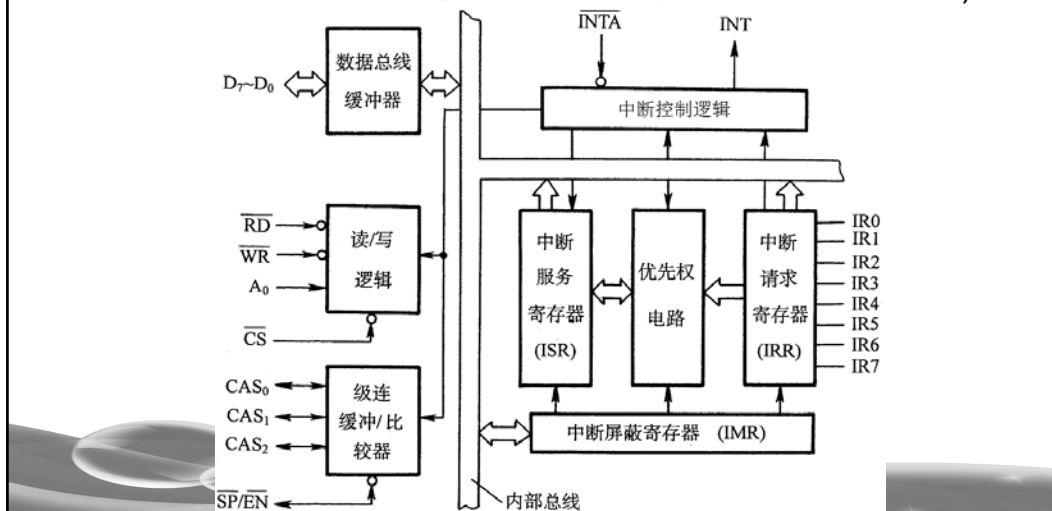 INTA INT
数据总线
缓冲器
D7~D0
中断控制逻辑
RD
WR
A0
CS
读/写
逻辑
中断
服务
寄存器
(ISR)
优先权
电路
中断
请求
寄存器
(IRR)
IR0
IR1
IR2
IR3
IR4
IR5
IR6
IR7
CAS0
CAS1
CAS2
SP/EN
级连
缓冲/比
较器
中断屏蔽寄存器 (IMR)
内部总线